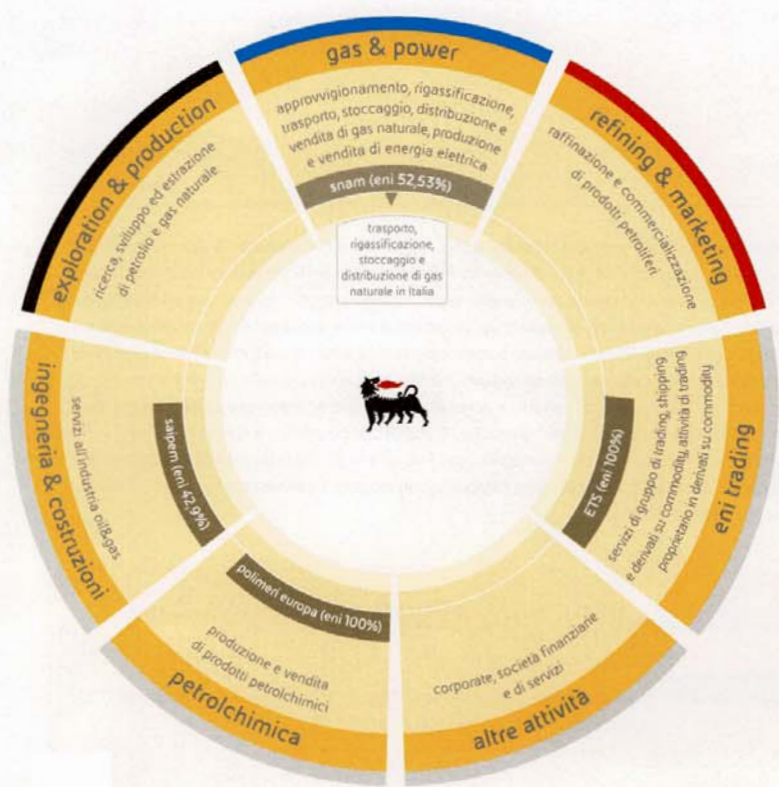 gas & power
approvvigionamento, rigassificazione,
trasporto, stoccaggio, distribuzione e
vendita di gas naturale, produzione
e vendita di energia elettrica
snam (eni 52,53%)
trasporto,
rigassificazione,
stoccaggio e
distribuzione di gas
naturale in Italia
refining & marketing
raffinazione e commercializzazione
di prodotti petroliferi
eni trading
servizi di gruppo di trading, shipping
e derivati su commodity, attività di trading
proprietario in derivati su commodity
ETS (eni 100%)
altre attività
corporate, società finanziarie
e di servizi
petrolchimica
produzione e vendita
di prodotti petrolchimici
polimeri europa (eni 100%)
ingegneria & costruzioni
servizi all'industria oil&gas
saipem (eni 42,9%)
exploration & production
ricerca, sviluppo ed estrazione
di petrolio e gas naturale